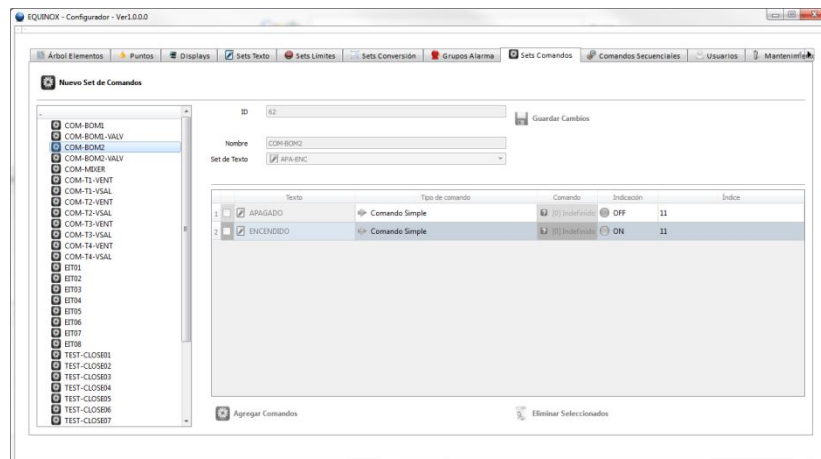 EQUINOX - Configurador - Ver1.0.0.0
Árbol Elementos Puntos Displays Sets Texto Sets Límites Sets Conversión Grupos Alarma Sets Comandos Comandos Secuenciales Usuarios
Nuevo Set de Comandos
ID 62
Guardar Cambios
Nombre COM-BOM2
Set de Texto APA-ENC
COM-BOM1
COM-BOM1-VALV
COM-BOM2
COM-BOM2-VALV
COM-MIXER
COM-T1-VENT
COM-T1-VSAL
COM-T2-VENT
COM-T2-VSAL
COM-T3-VENT
COM-T3-VSAL
COM-T4-VENT
COM-T4-VSAL
EIT01
EIT02
EIT03
EIT04
EIT05
EIT06
EIT07
EIT08
TEST-CLOSE01
TEST-CLOSE02
TEST-CLOSE03
TEST-CLOSE04
TEST-CLOSE05
TEST-CLOSE06
TEST-CLOSE07
Texto Tipo de comando Comando Indicación Índice
1 APAGADO Comando Simple [0] Indefinido OFF 11
2 ENCENDIDO Comando Simple [0] Indefinido ON 11
Agregar Comandos
Eliminar Seleccionados